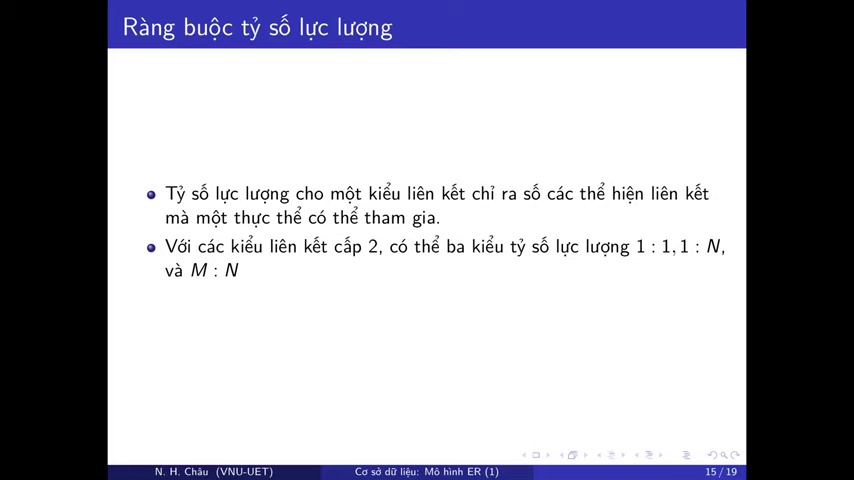 Ràng buộc tỷ số lực lượng
Tỷ số lực lượng cho một kiểu liên kết chỉ ra số các thể hiện liên kết
mà một thực thể có thể tham gia.
Với các kiểu liên kết cấp 2, có thể ba kiểu tỷ số lực lượng 1 : 1, 1 : N,
và M : N
N. H. Châu (VNU-UET) Cơ sở dữ liệu: Mô hình ER (1) 15 / 19